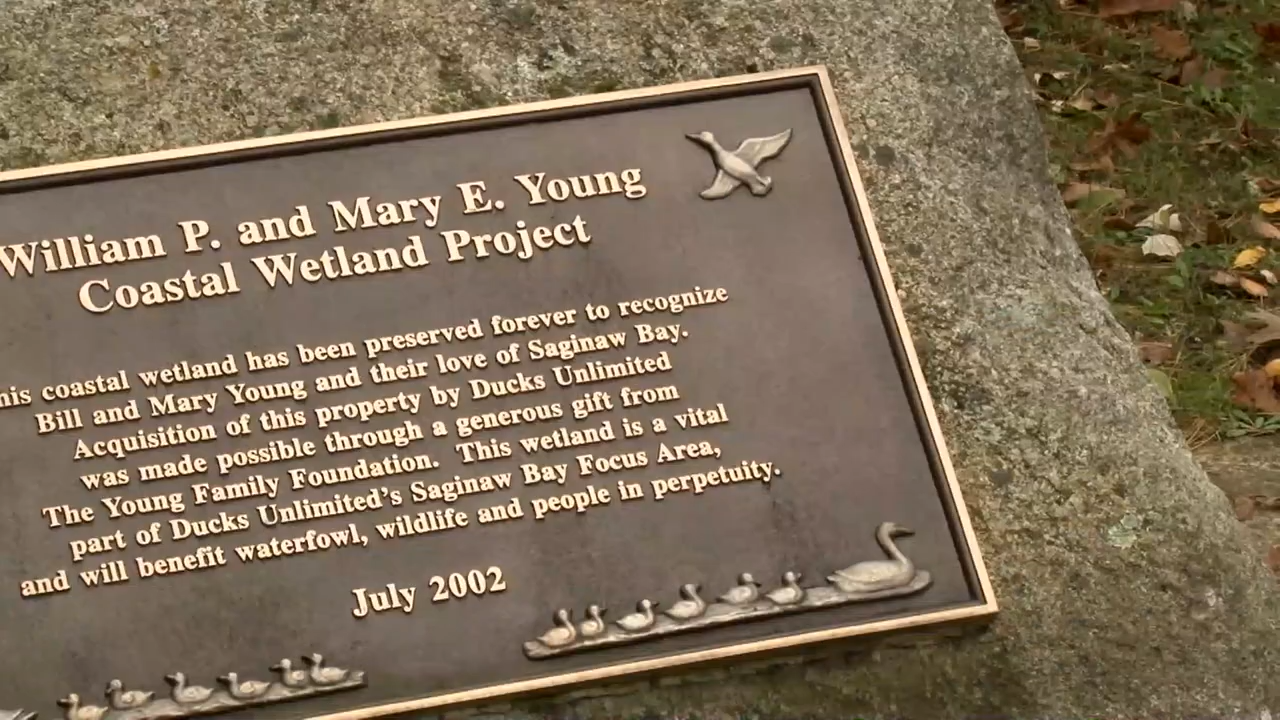 William P. and Mary E. Young
Coastal Wetland Project
his coastal wetland has been preserved forever to recognize
Bill and Mary Young and their love of Saginaw Bay.
Acquisition of this property by Ducks Unlimited
was made possible through a generous gift from
The Young Family Foundation. This wetland is a vital
part of Ducks Unlimited's Saginaw Bay Focus Area,
and will benefit waterfowl, wildlife and people in perpetuity.
July 2002